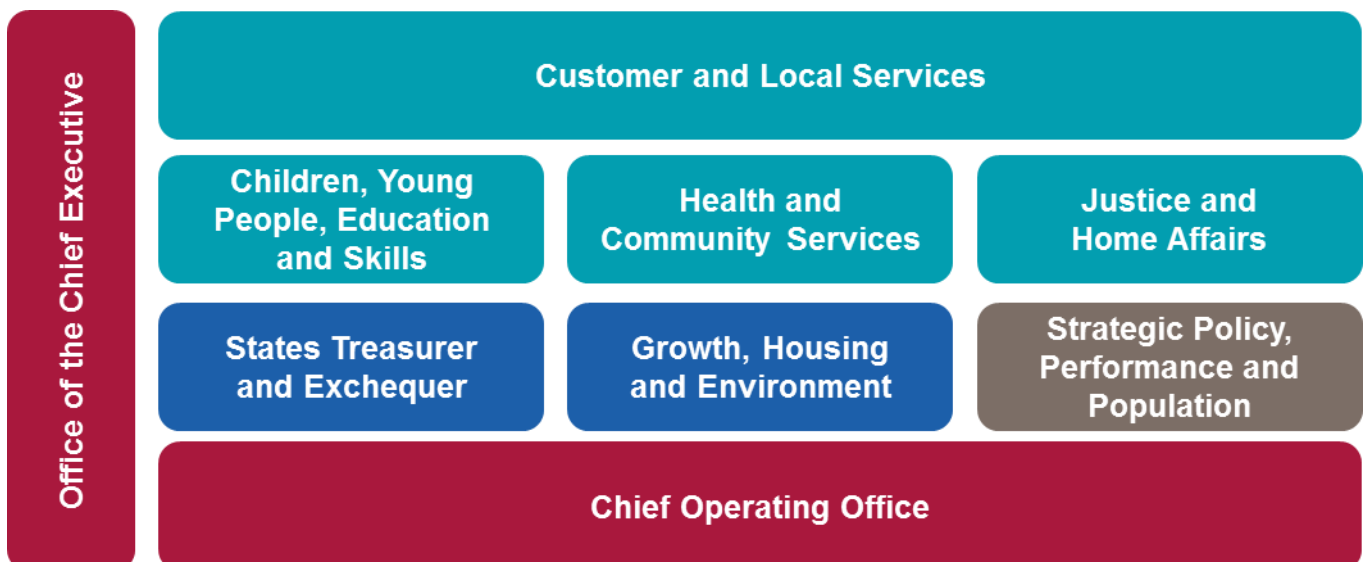 Office of the Chief Executive
Customer and Local Services
Children, Young
People, Education
and Skills
Health and
Community Services
Justice and
Home Affairs
States Treasurer
and Exchequer
Growth, Housing
and Environment
Strategic Policy,
Performance and
Population
Chief Operating Office